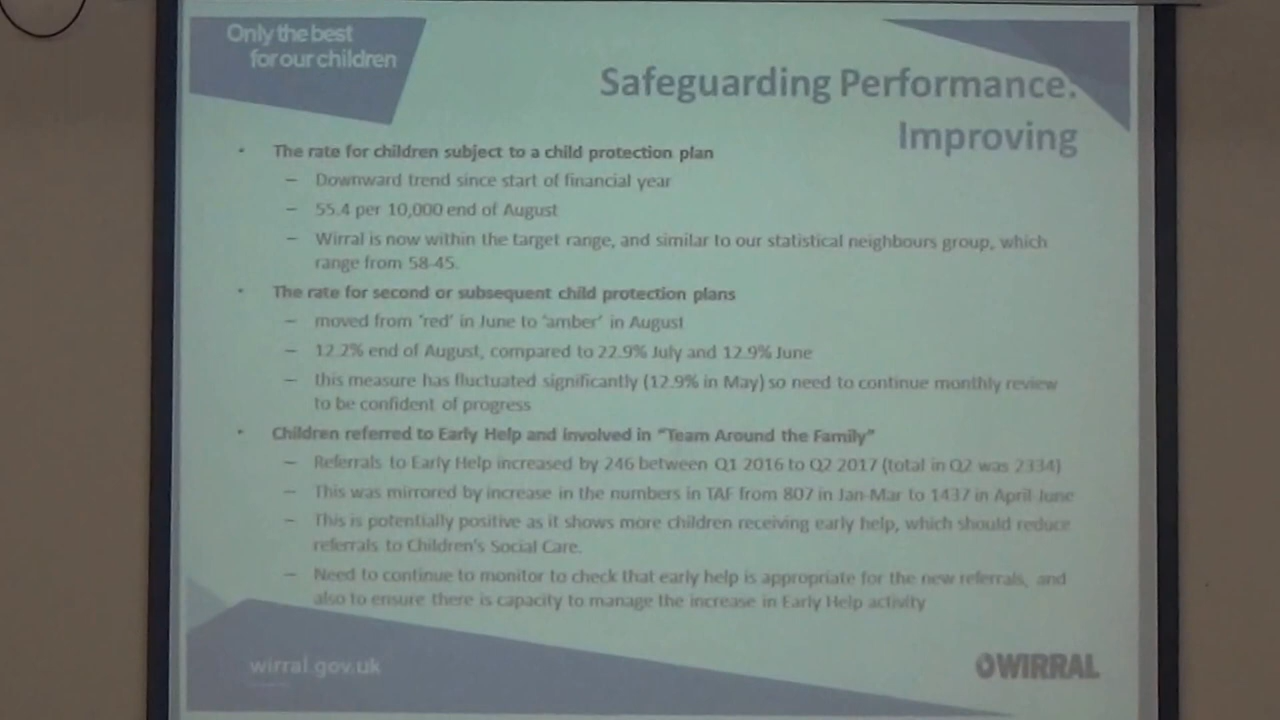 Only the best
for our children
Safeguarding Performance.
Improving
• The rate for children subject to a child protection plan
– Downward trend since start of financial year
– 55.4 per 10,000 end of August
– Wirral is now within the target range, and similar to our statistical neighbours group, which
range from 58-45.
• The rate for second or subsequent child protection plans
– moved from ‘red’ in June to ‘amber’ in August
– 12.2% end of August, compared to 22.9% July and 12.9% June
– this measure has fluctuated significantly (12.9% in May) so need to continue monthly review
to be confident of progress
• Children referred to Early Help and involved in “Team Around the Family”
– Referrals to Early Help increased by 246 between Q1 2016 to Q2 2017 (total in Q2 was 2334)
– This was mirrored by increase in the numbers in TAF from 807 in Jan-Mar to 1437 in April-June
– This is potentially positive as it shows more children receiving early help, which should reduce
referrals to Children's Social Care.
– Need to continue to monitor to check that early help is appropriate for the new referrals, and
also to ensure there is capacity to manage the increase in Early Help activity
wirral.gov.uk
WIRRAL